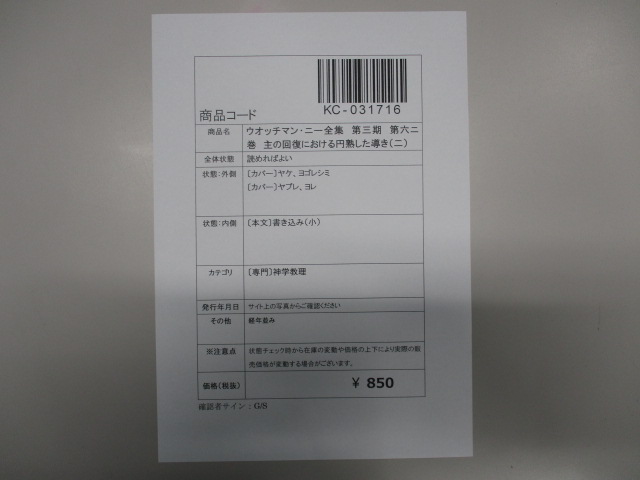 KC-031716
商品コード
商品名 ウオッチマン・ニー全集 第三期 第六二
巻 主の回復における円熟した導き(二)
全体状態 読めればよい
状態:外側 〔カバー〕ヤケ、ヨゴレシミ
〔カバー〕ヤブレ、ヨレ
状態:内側 〔本文〕書き込み(小)
カテゴリ 〔専門〕神学教理
発行年月日 サイト上の写真からご確認ください
その他 経年並み
※注意点 状態チェック時から在庫の変動や価格の上下により実際の販
売価格が変動する場合がございます。
価格(税抜) ¥ 850
確認者サイン:G/S